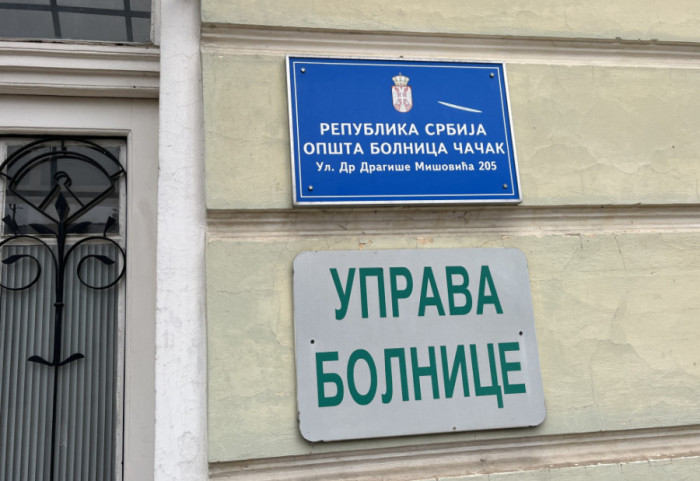 РЕПУБЛИКА СРБИЈА
ОПШТА БОЛНИЦА ЧАЧАК
Ул. Др Драгише Мишовића 205
УПРАВА
БОЛНИЦЕ